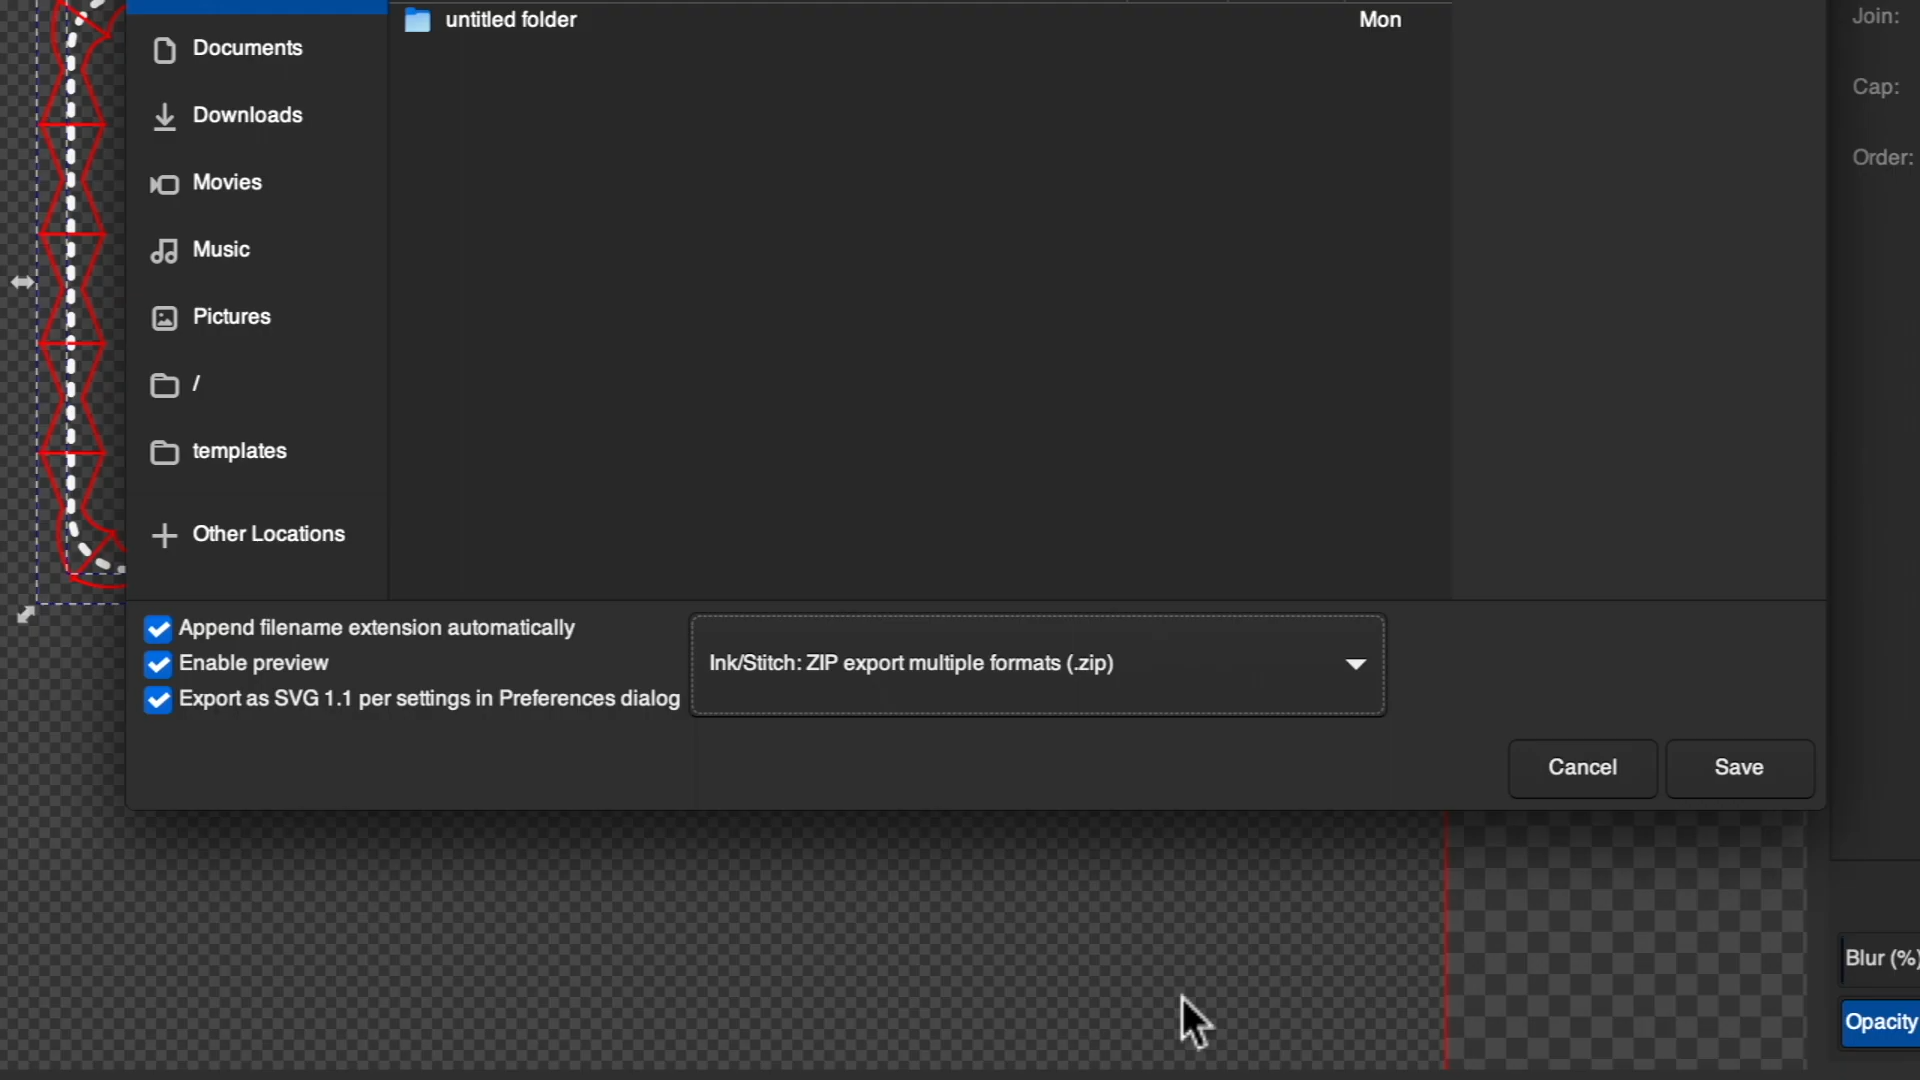 untitled folder Mon
Documents
Downloads
Movies
Music
Pictures
/
templates
Other Locations
Append filename extension automatically
Enable preview
Export as SVG 1.1 per settings in Preferences dialog
Ink/Stitch: ZIP export multiple formats (.zip)
Cancel Save
Join:
Cap:
Order:
Blur (%)
Opacity